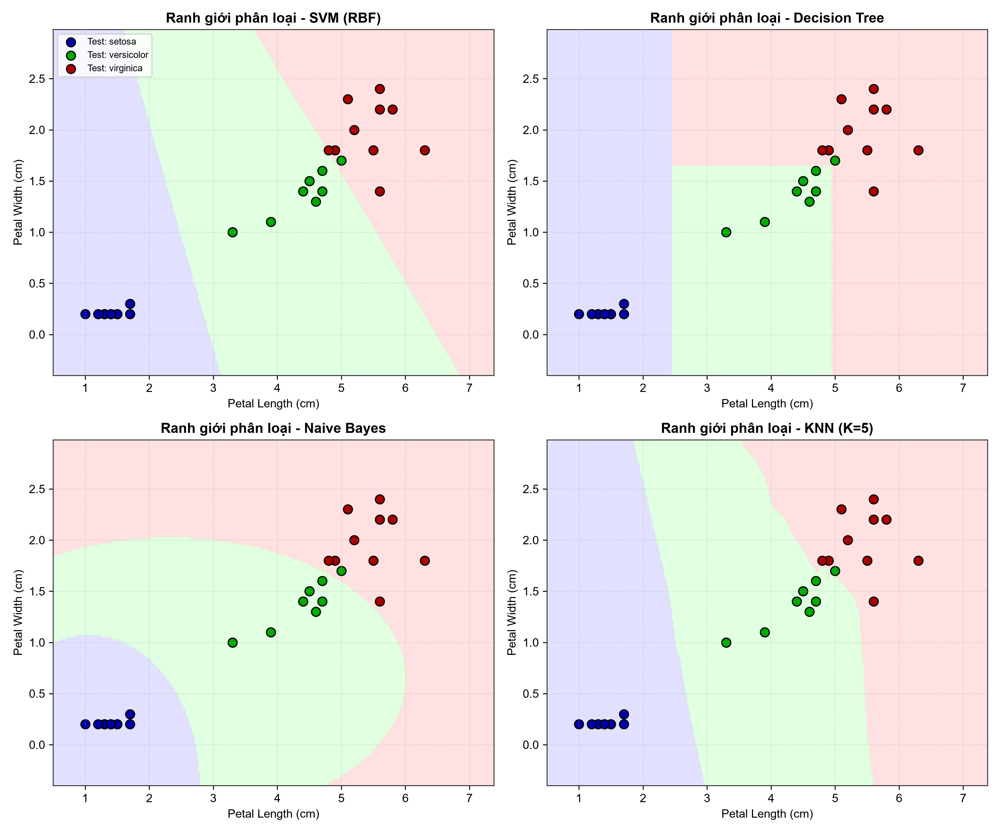 Ranh giới phân loại - SVM (RBF)
Test: setosa
Test: versicolor
Test: virginica
2.5
2.0
1.5
1.0
0.5
0.0
Petal Width (cm)
1 2 3 4 5 6 7
Petal Length (cm)
Ranh giới phân loại - Decision Tree
2.5
2.0
1.5
1.0
0.5
0.0
Petal Width (cm)
1 2 3 4 5 6 7
Petal Length (cm)
Ranh giới phân loại - Naive Bayes
2.5
2.0
1.5
1.0
0.5
0.0
Petal Width (cm)
1 2 3 4 5 6 7
Petal Length (cm)
Ranh giới phân loại - KNN (K=5)
2.5
2.0
1.5
1.0
0.5
0.0
Petal Width (cm)
1 2 3 4 5 6 7
Petal Length (cm)